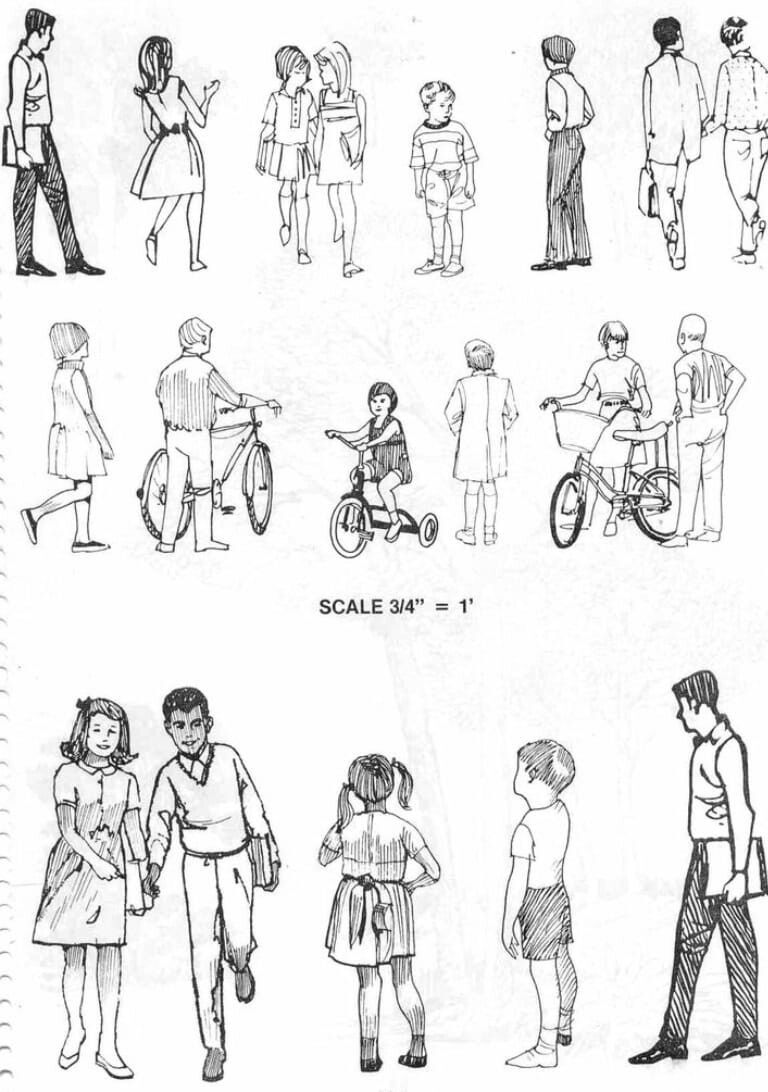 SCALE 3/4” = 1’